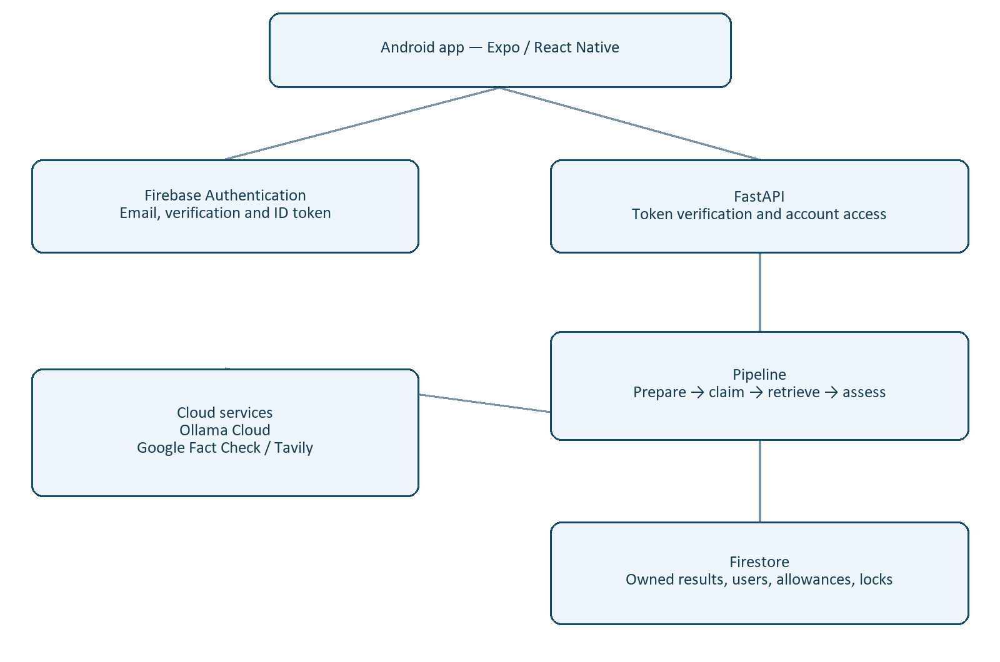 Android app — Expo / React Native
Firebase Authentication
Email, verification and ID token
FastAPI
Token verification and account access
Pipeline
Prepare → claim → retrieve → assess
Cloud services
Ollama Cloud
Google Fact Check / Tavily
Firestore
Owned results, users, allowances, locks